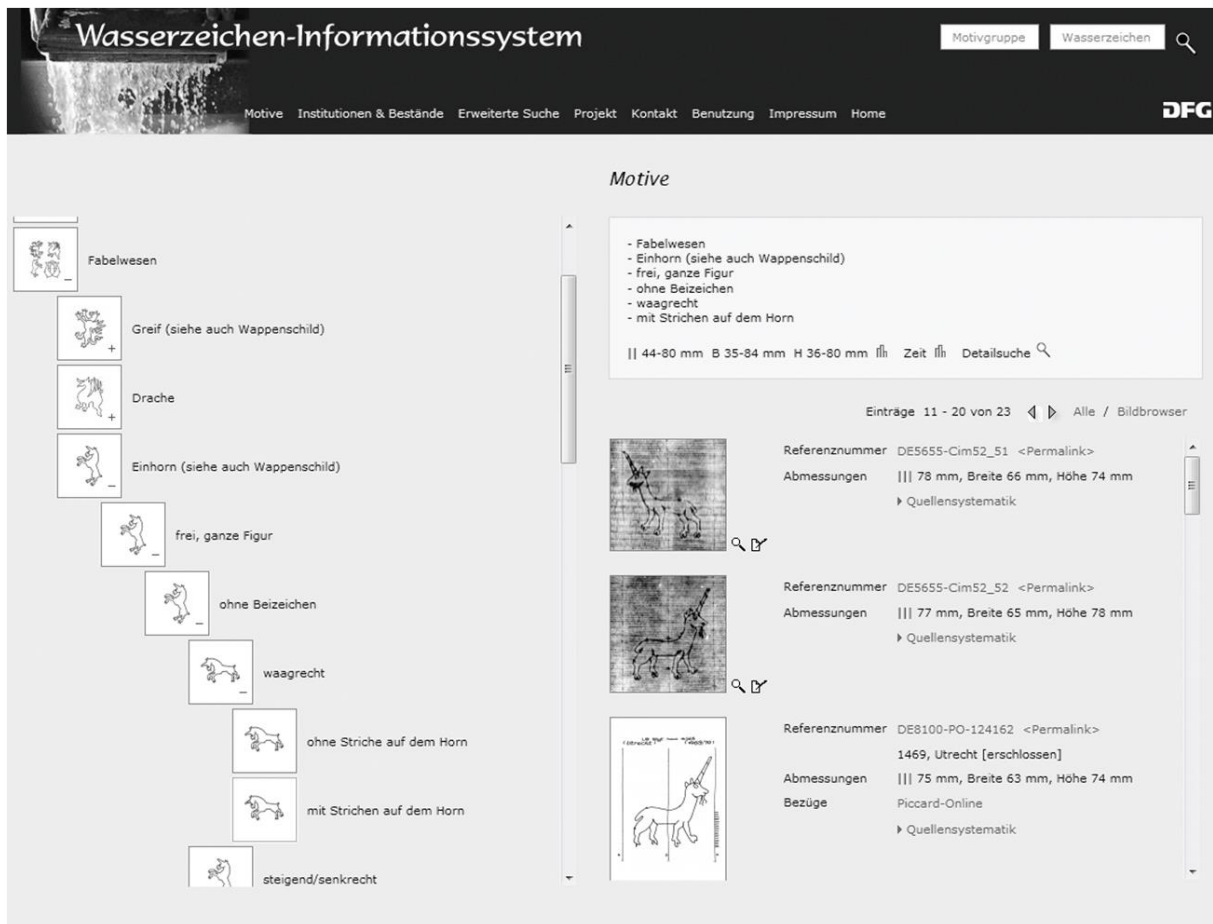 Wasserzeichen-Informationssystem
Motivgruppe Wasserzeichen
Motive Institutionen & Bestände Erweiterte Suche Projekt Kontakt Benutzung Impressum Home
DFG
Fabelwesen
Greif (siehe auch Wappenschild)
Drache
Einhorn (siehe auch Wappenschild)
frei, ganze Figur
ohne Beizeichen
waagrecht
ohne Striche auf dem Horn
mit Strichen auf dem Horn
steigend/senkrecht
Motive
- Fabelwesen
- Einhorn (siehe auch Wappenschild)
- frei, ganze Figur
- ohne Beizeichen
- waagrecht
- mit Strichen auf dem Horn
|| 44-80 mm B 35-84 mm H 36-80 mm Zeit Detailsuche
Einträge 11 - 20 von 23 Alle / Bildbrowser
Referenznummer DE5655-Cim52_51 <Permalink>
Abmessungen ||| 78 mm, Breite 66 mm, Höhe 74 mm
Quellensystematik
Referenznummer DE5655-Cim52_52 <Permalink>
Abmessungen ||| 77 mm, Breite 65 mm, Höhe 78 mm
Quellensystematik
Referenznummer DE8100-PO-124162 <Permalink>
1469, Utrecht [erschlossen]
Abmessungen ||| 75 mm, Breite 63 mm, Höhe 74 mm
Bezüge Piccard-Online
Quellensystematik